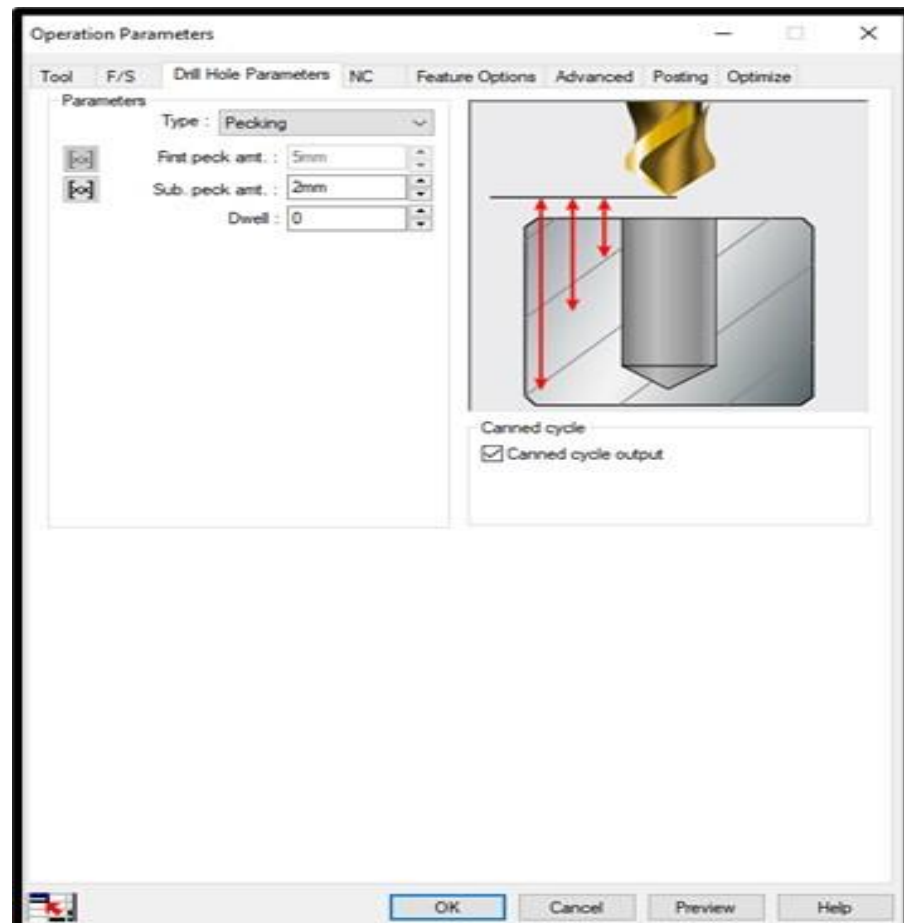 Operation Parameters
Tool F/S Drill Hole Parameters NC Feature Options Advanced Posting Optimize
Parameters
Type : Pecking
First peck amt. : 5mm
Sub. peck amt. : 2mm
Dwell : 0
Canned cycle
Canned cycle output
OK Cancel Preview Help